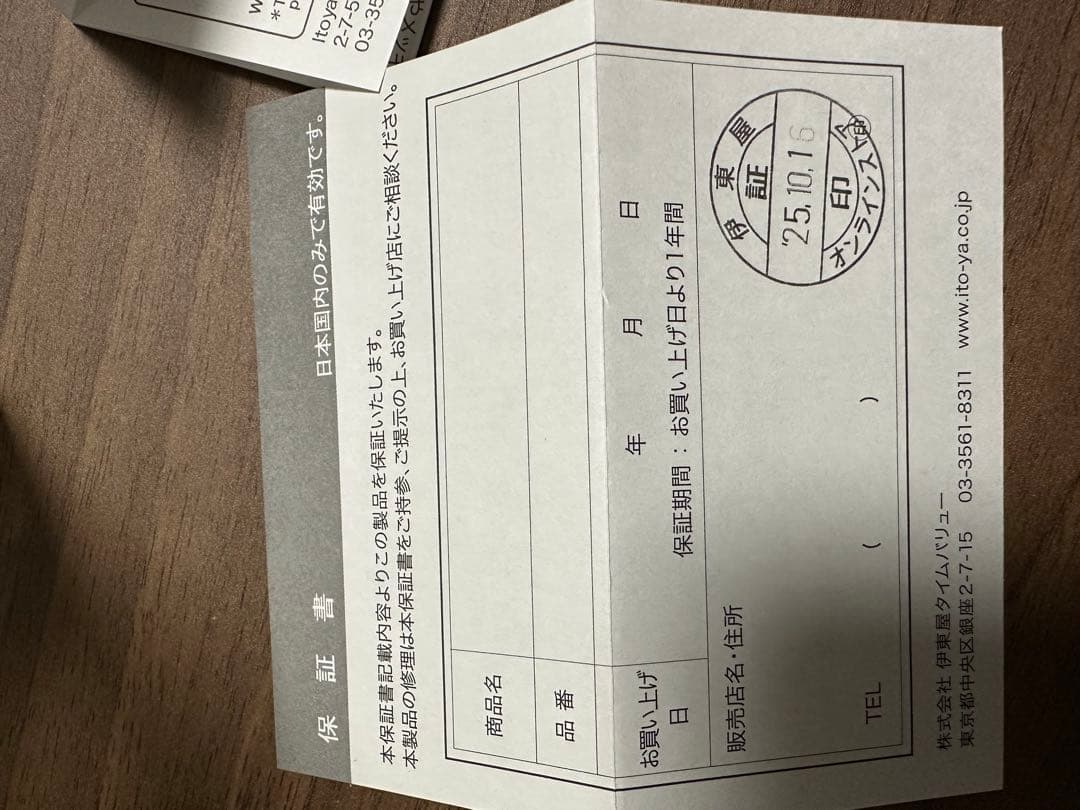 保 証 書
日本国内のみで有効です。
本保証書記載内容よりこの製品を保証いたします。
本製品の修理は本保証書をご持参、ご提示の上、お買い上げ店にご相談ください。
商品名
品 番
お買い上げ
日
年 月 日
保証期間：お買い上げ日より1年間
販売店名・住所
TEL ( )
伊東屋
証
'25.10.16
印
オンラインストア
株式会社 伊東屋タイムバリュー
東京都中央区銀座2-7-15 03-3561-8311 www.ito-ya.co.jp
Itoya
2-7-5
03-35